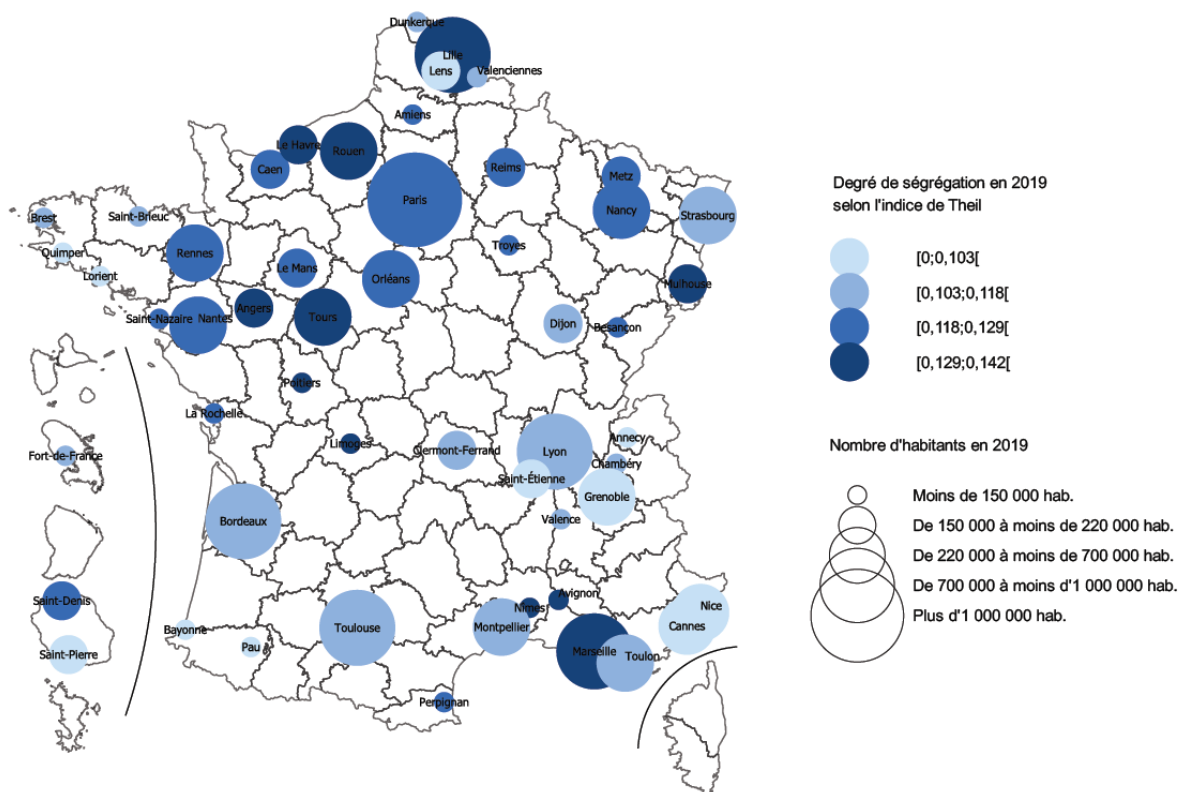 Dunkerque
Lille
Lens
Valenciennes
Amiens
Le Havre
Rouen
Caen
Reims
Metz
Paris
Nancy
Strasbourg
Brest
Saint-Brieuc
Quimper
Rennes
Troyes
Lorient
Le Mans
Orléans
Mulhouse
Angers
Saint-Nazaire
Nantes
Tours
Dijon
Besançon
Poitiers
La Rochelle
Limoges
Clermont-Ferrand
Lyon
Annecy
Chambéry
Fort-de-France
Saint-Étienne
Grenoble
Bordeaux
Valence
Saint-Denis
Avignon
Nîmes
Nice
Bayonne
Toulouse
Montpellier
Cannes
Saint-Pierre
Pau
Marseille
Toulon
Perpignan
Degré de ségrégation en 2019
selon l'indice de Theil
[0;0,103[
[0,103;0,118[
[0,118;0,129[
[0,129;0,142[
Nombre d'habitants en 2019
Moins de 150 000 hab.
De 150 000 à moins de 220 000 hab.
De 220 000 à moins de 700 000 hab.
De 700 000 à moins d'1 000 000 hab.
Plus d'1 000 000 hab.